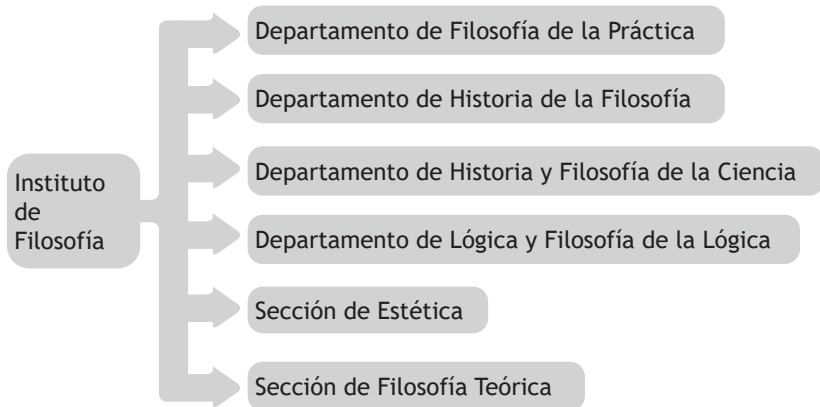 Departamento de Filosofía de la Práctica
Departamento de Historia de la Filosofía
Departamento de Historia y Filosofía de la Ciencia
Instituto
de
Filosofía
Departamento de Lógica y Filosofía de la Lógica
Sección de Estética
Sección de Filosofía Teórica